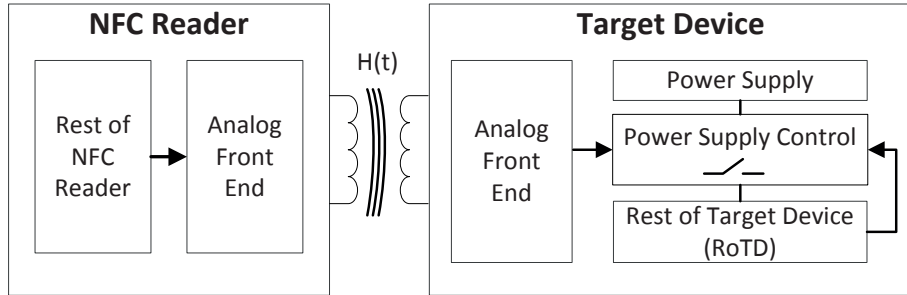 NFC Reader
Rest of
NFC
Reader
Analog
Front
End
H(t)
Target Device
Analog
Front
End
Power Supply
Power Supply Control
Rest of Target Device
(RoTD)